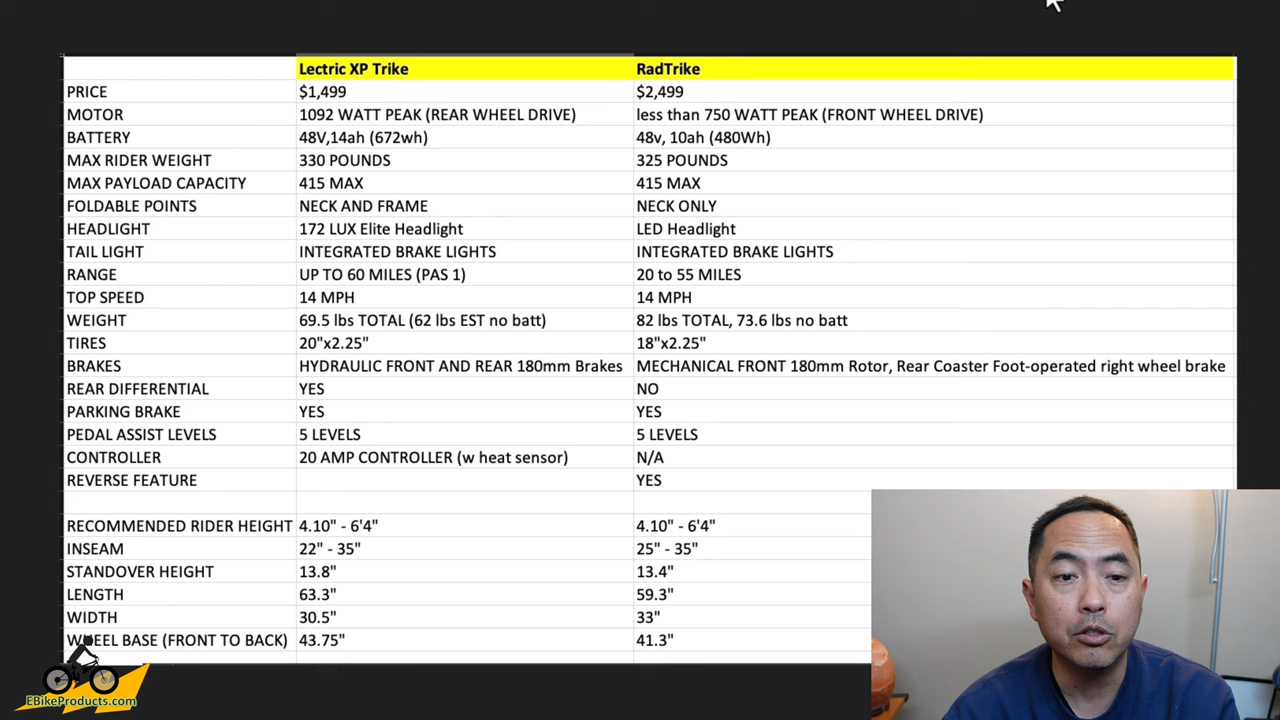 Lectric XP Trike RadTrike
PRICE $1,499 $2,499
MOTOR 1092 WATT PEAK (REAR WHEEL DRIVE) less than 750 WATT PEAK (FRONT WHEEL DRIVE)
BATTERY 48V,14ah (672wh) 48v, 10ah (480Wh)
MAX RIDER WEIGHT 330 POUNDS 325 POUNDS
MAX PAYLOAD CAPACITY 415 MAX 415 MAX
FOLDABLE POINTS NECK AND FRAME NECK ONLY
HEADLIGHT 172 LUX Elite Headlight LED Headlight
TAIL LIGHT INTEGRATED BRAKE LIGHTS INTEGRATED BRAKE LIGHTS
RANGE UP TO 60 MILES (PAS 1) 20 to 55 MILES
TOP SPEED 14 MPH 14 MPH
WEIGHT 69.5 lbs TOTAL (62 lbs EST no batt) 82 lbs TOTAL, 73.6 lbs no batt
TIRES 20"x2.25" 18"x2.25"
BRAKES HYDRAULIC FRONT AND REAR 180mm Brakes MECHANICAL FRONT 180mm Rotor, Rear Coaster Foot-operated right wheel brake
REAR DIFFERENTIAL YES NO
PARKING BRAKE YES YES
PEDAL ASSIST LEVELS 5 LEVELS 5 LEVELS
CONTROLLER 20 AMP CONTROLLER (w heat sensor) N/A
REVERSE FEATURE YES
RECOMMENDED RIDER HEIGHT 4.10" - 6'4" 4.10" - 6'4"
INSEAM 22" - 35" 25" - 35"
STANDOVER HEIGHT 13.8" 13.4"
LENGTH 63.3" 59.3"
WIDTH 30.5" 33"
WHEEL BASE (FRONT TO BACK) 43.75" 41.3"
EBikeProducts.com